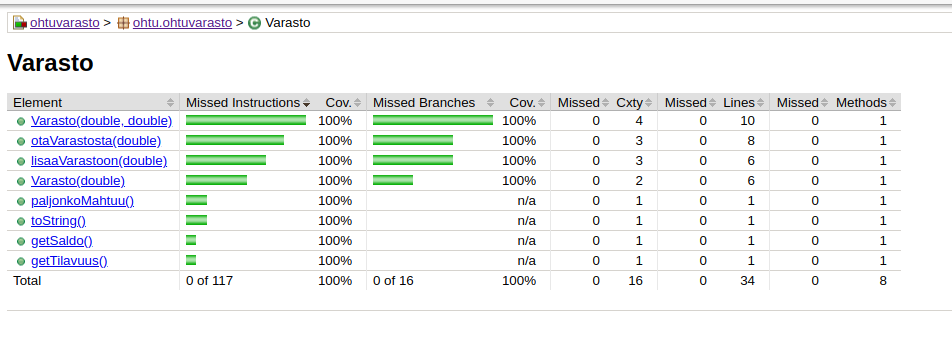 ohtuvarasto > ohtu.ohtuvarasto > Varasto
Varasto
Element Missed Instructions Cov. Missed Branches Cov. Missed Cxty Missed Lines Missed Methods
Varasto(double, double) 100% 100% 0 4 0 10 0 1
otaVarastosta(double) 100% 100% 0 3 0 8 0 1
lisaaVarastoon(double) 100% 100% 0 3 0 6 0 1
Varasto(double) 100% 100% 0 2 0 6 0 1
paljonkoMahtuu() 100% n/a 0 1 0 1 0 1
toString() 100% n/a 0 1 0 1 0 1
getSaldo() 100% n/a 0 1 0 1 0 1
getTilavuus() 100% n/a 0 1 0 1 0 1
Total 0 of 117 100% 0 of 16 100% 0 16 0 34 0 8